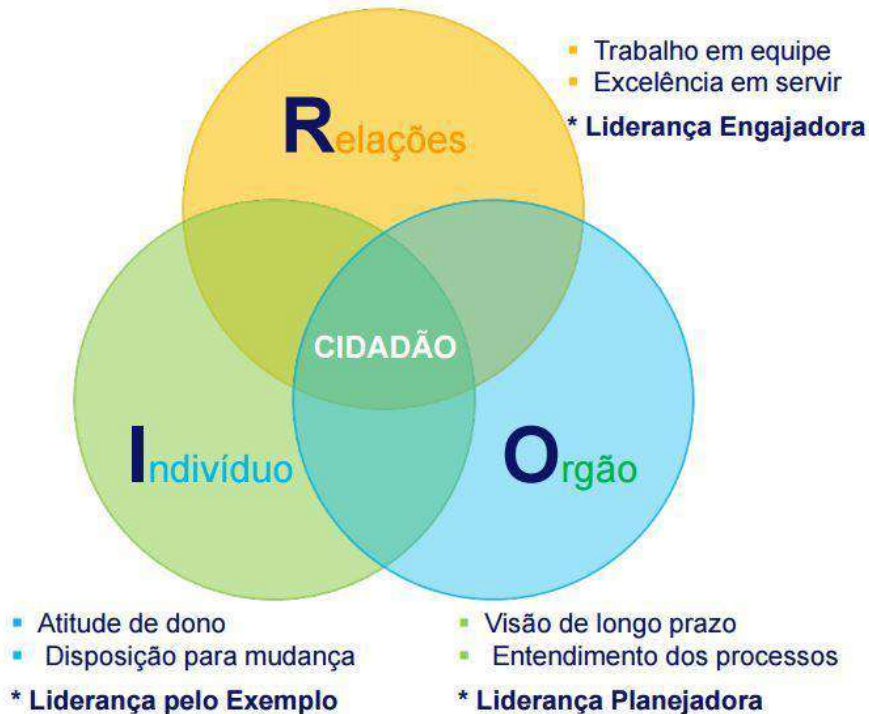 ▪ Trabalho em equipe
▪ Excelência em servir
* Liderança Engajadora
Relações
CIDADÃO
Indivíduo
Orgão
▪ Atitude de dono
▪ Disposição para mudança
* Liderança pelo Exemplo
▪ Visão de longo prazo
▪ Entendimento dos processos
* Liderança Planejadora